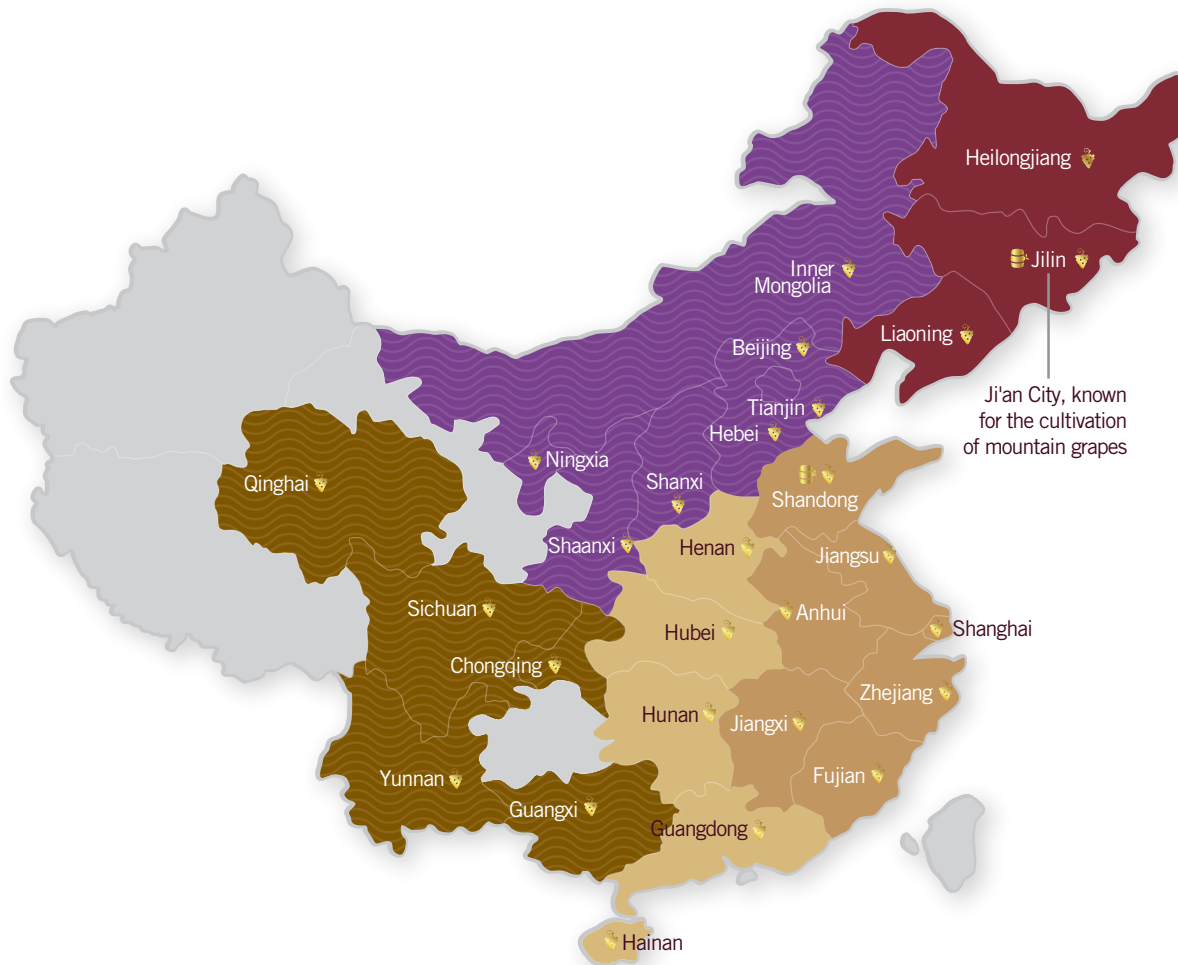 Heilongjiang
Jilin
Inner
Mongolia
Liaoning
Beijing
Ji'an City, known
for the cultivation
of mountain grapes
Tianjin
Hebei
Ningxia
Shanxi
Qinghai
Shandong
Shaanxi
Henan
Jiangsu
Sichuan
Anhui
Hubei
Shanghai
Chongqing
Zhejiang
Hunan
Jiangxi
Yunnan
Fujian
Guangxi
Guangdong
Hainan